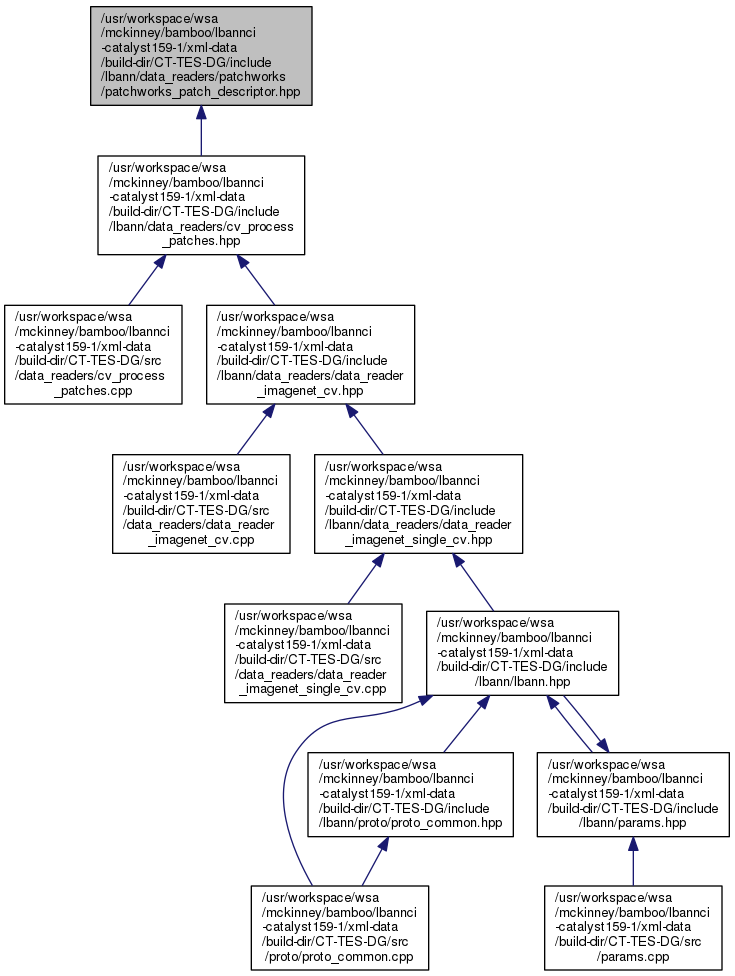 /usr/workspace/wsa
/mckinney/bamboo/lbannci
-catalyst159-1/xml-data
/build-dir/CT-TES-DG/include
/lbann/data_readers/patchworks
/patchworks_patch_descriptor.hpp
/usr/workspace/wsa
/mckinney/bamboo/lbannci
-catalyst159-1/xml-data
/build-dir/CT-TES-DG/include
/lbann/data_readers/cv_process
_patches.hpp
/usr/workspace/wsa
/mckinney/bamboo/lbannci
-catalyst159-1/xml-data
/build-dir/CT-TES-DG/src
/data_readers/cv_process
_patches.cpp
/usr/workspace/wsa
/mckinney/bamboo/lbannci
-catalyst159-1/xml-data
/build-dir/CT-TES-DG/include
/lbann/data_readers/data_reader
_imagenet_cv.hpp
/usr/workspace/wsa
/mckinney/bamboo/lbannci
-catalyst159-1/xml-data
/build-dir/CT-TES-DG/src
/data_readers/data_reader
_imagenet_cv.cpp
/usr/workspace/wsa
/mckinney/bamboo/lbannci
-catalyst159-1/xml-data
/build-dir/CT-TES-DG/include
/lbann/data_readers/data_reader
_imagenet_single_cv.hpp
/usr/workspace/wsa
/mckinney/bamboo/lbannci
-catalyst159-1/xml-data
/build-dir/CT-TES-DG/src
/data_readers/data_reader
_imagenet_single_cv.cpp
/usr/workspace/wsa
/mckinney/bamboo/lbannci
-catalyst159-1/xml-data
/build-dir/CT-TES-DG/include
/lbann/lbann.hpp
/usr/workspace/wsa
/mckinney/bamboo/lbannci
-catalyst159-1/xml-data
/build-dir/CT-TES-DG/include
/lbann/proto/proto_common.hpp
/usr/workspace/wsa
/mckinney/bamboo/lbannci
-catalyst159-1/xml-data
/build-dir/CT-TES-DG/include
/lbann/params.hpp
/usr/workspace/wsa
/mckinney/bamboo/lbannci
-catalyst159-1/xml-data
/build-dir/CT-TES-DG/src
/proto/proto_common.cpp
/usr/workspace/wsa
/mckinney/bamboo/lbannci
-catalyst159-1/xml-data
/build-dir/CT-TES-DG/src
/params.cpp